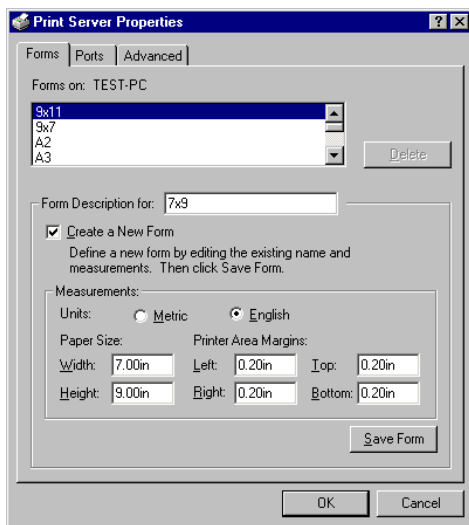 Print Server Properties
Forms Ports Advanced
Forms on: TEST-PC
9x11
9x7
A2
A3
Delete
Form Description for: 7x9
Create a New Form
Define a new form by editing the existing name and
measurements. Then click Save Form.
Measurements:
Units: Metric English
Paper Size: Printer Area Margins:
Width: 7.00in Left: 0.20in Top: 0.20in
Height: 9.00in Right: 0.20in Bottom: 0.20in
Save Form
OK Cancel